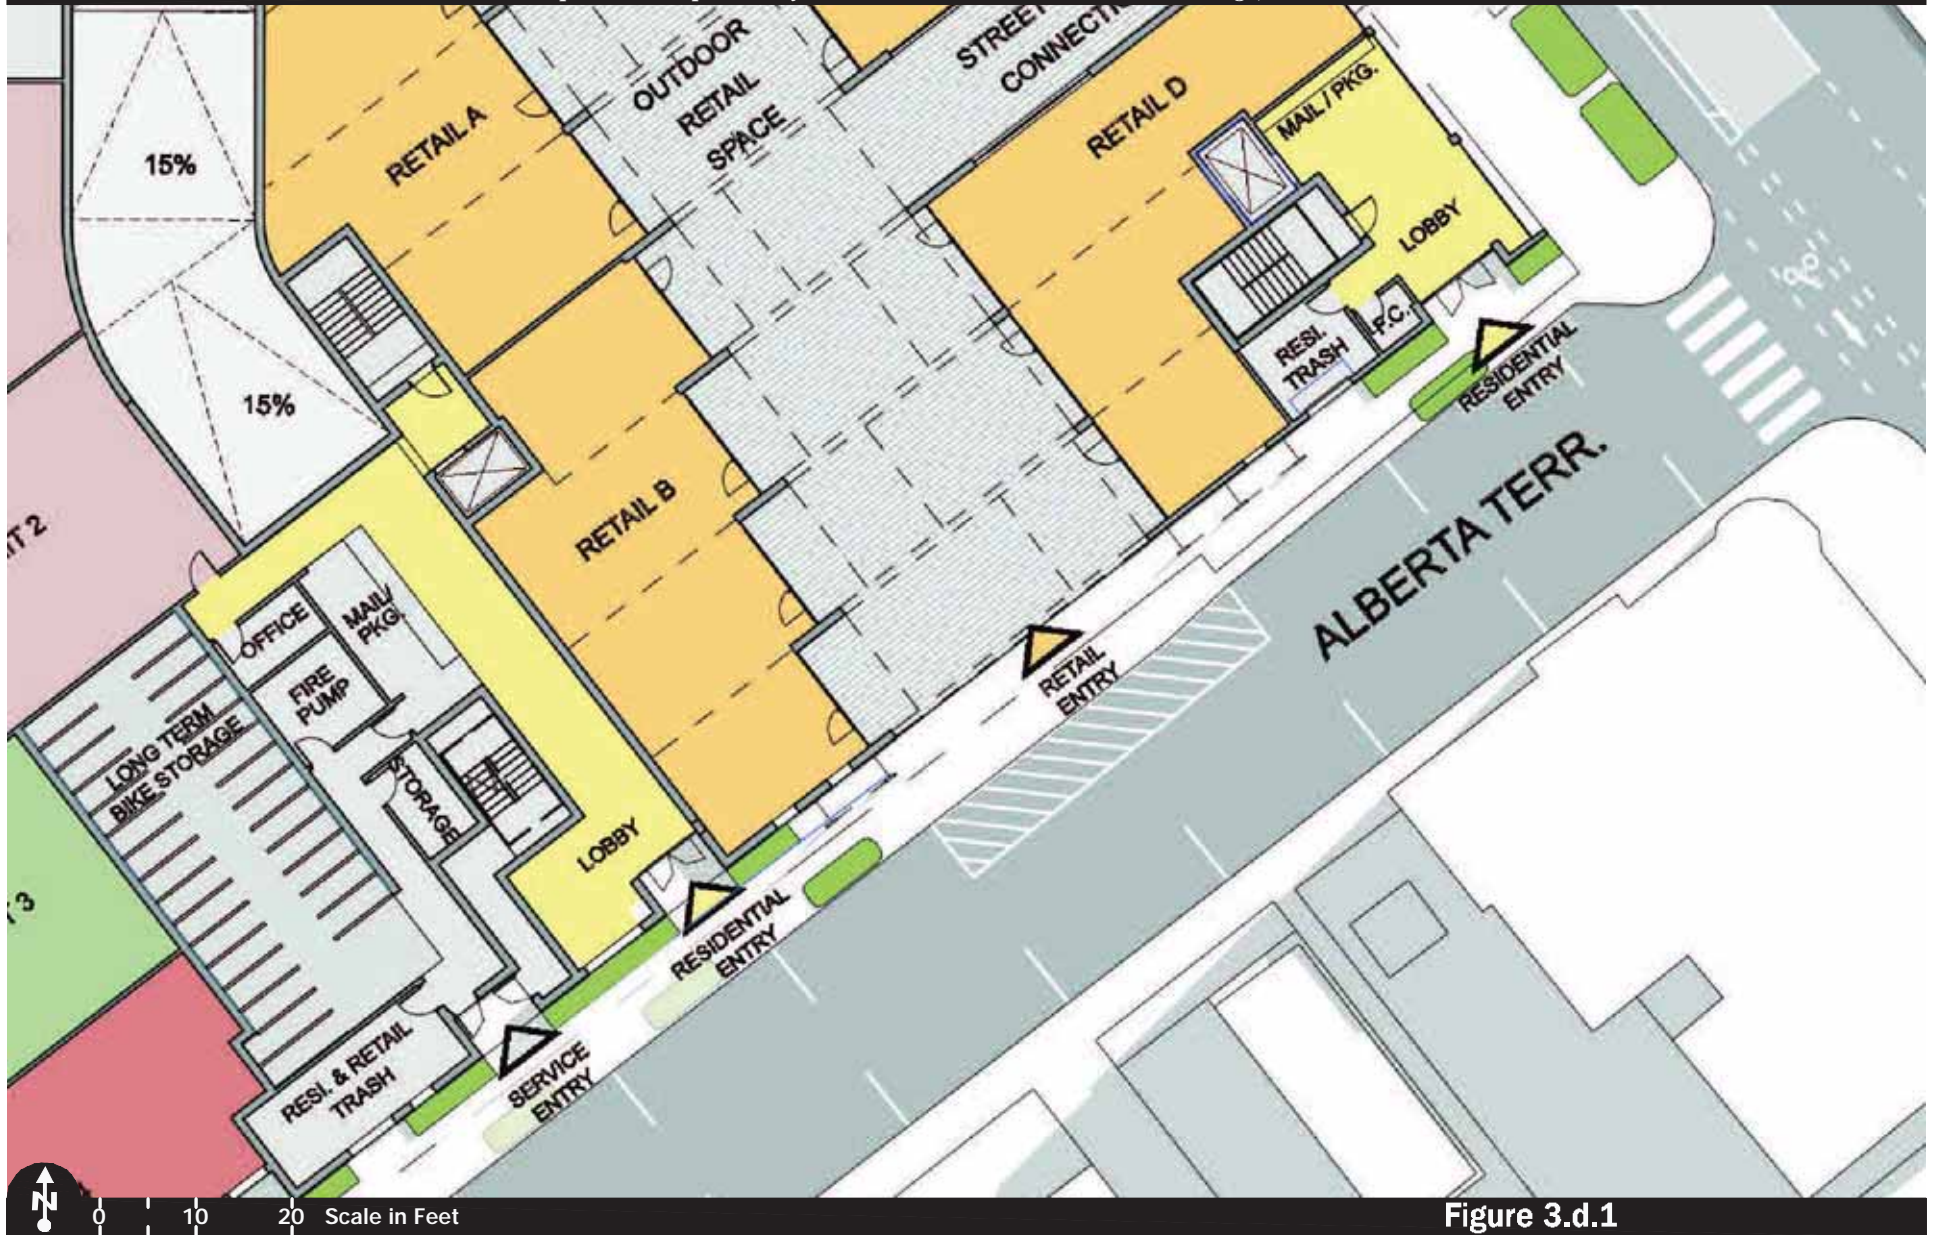 OUTDOOR
RETAIL
SPACE
STREET
RETAIL A
RETAIL D
MAIL / PKG.
LOBBY
15%
15%
RESI.
TRASH
F.C.
RESIDENTIAL
ENTRY
RETAIL B
ALBERTA TERR.
OFFICE
MAIL/
PKG.
FIRE
PUMP
LONG TERM
BIKE STORAGE
STORAGE
LOBBY
RETAIL
ENTRY
RESIDENTIAL
ENTRY
3
RESI. & RETAIL
TRASH
SERVICE
ENTRY
N
0 10 20 Scale in Feet
Figure 3.d.1